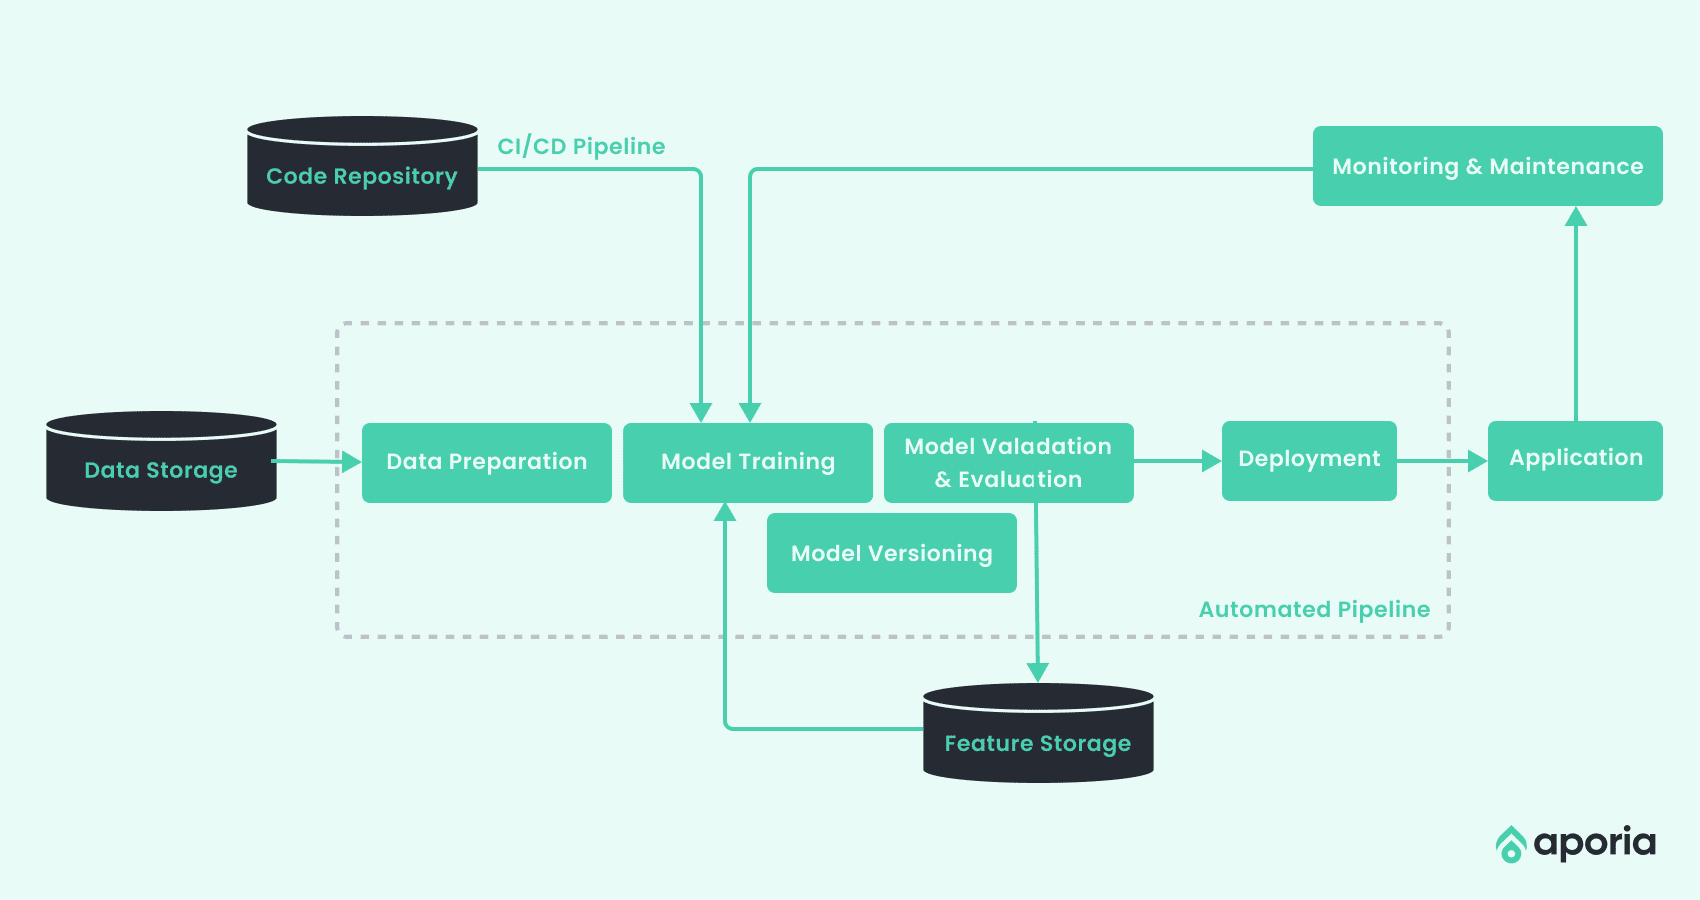 CI/CD Pipeline
Code Repository
Monitoring & Maintenance
Data Storage
Data Preparation
Model Training
Model Valadation
& Evaluation
Deployment
Application
Model Versioning
Automated Pipeline
Feature Storage
aporia